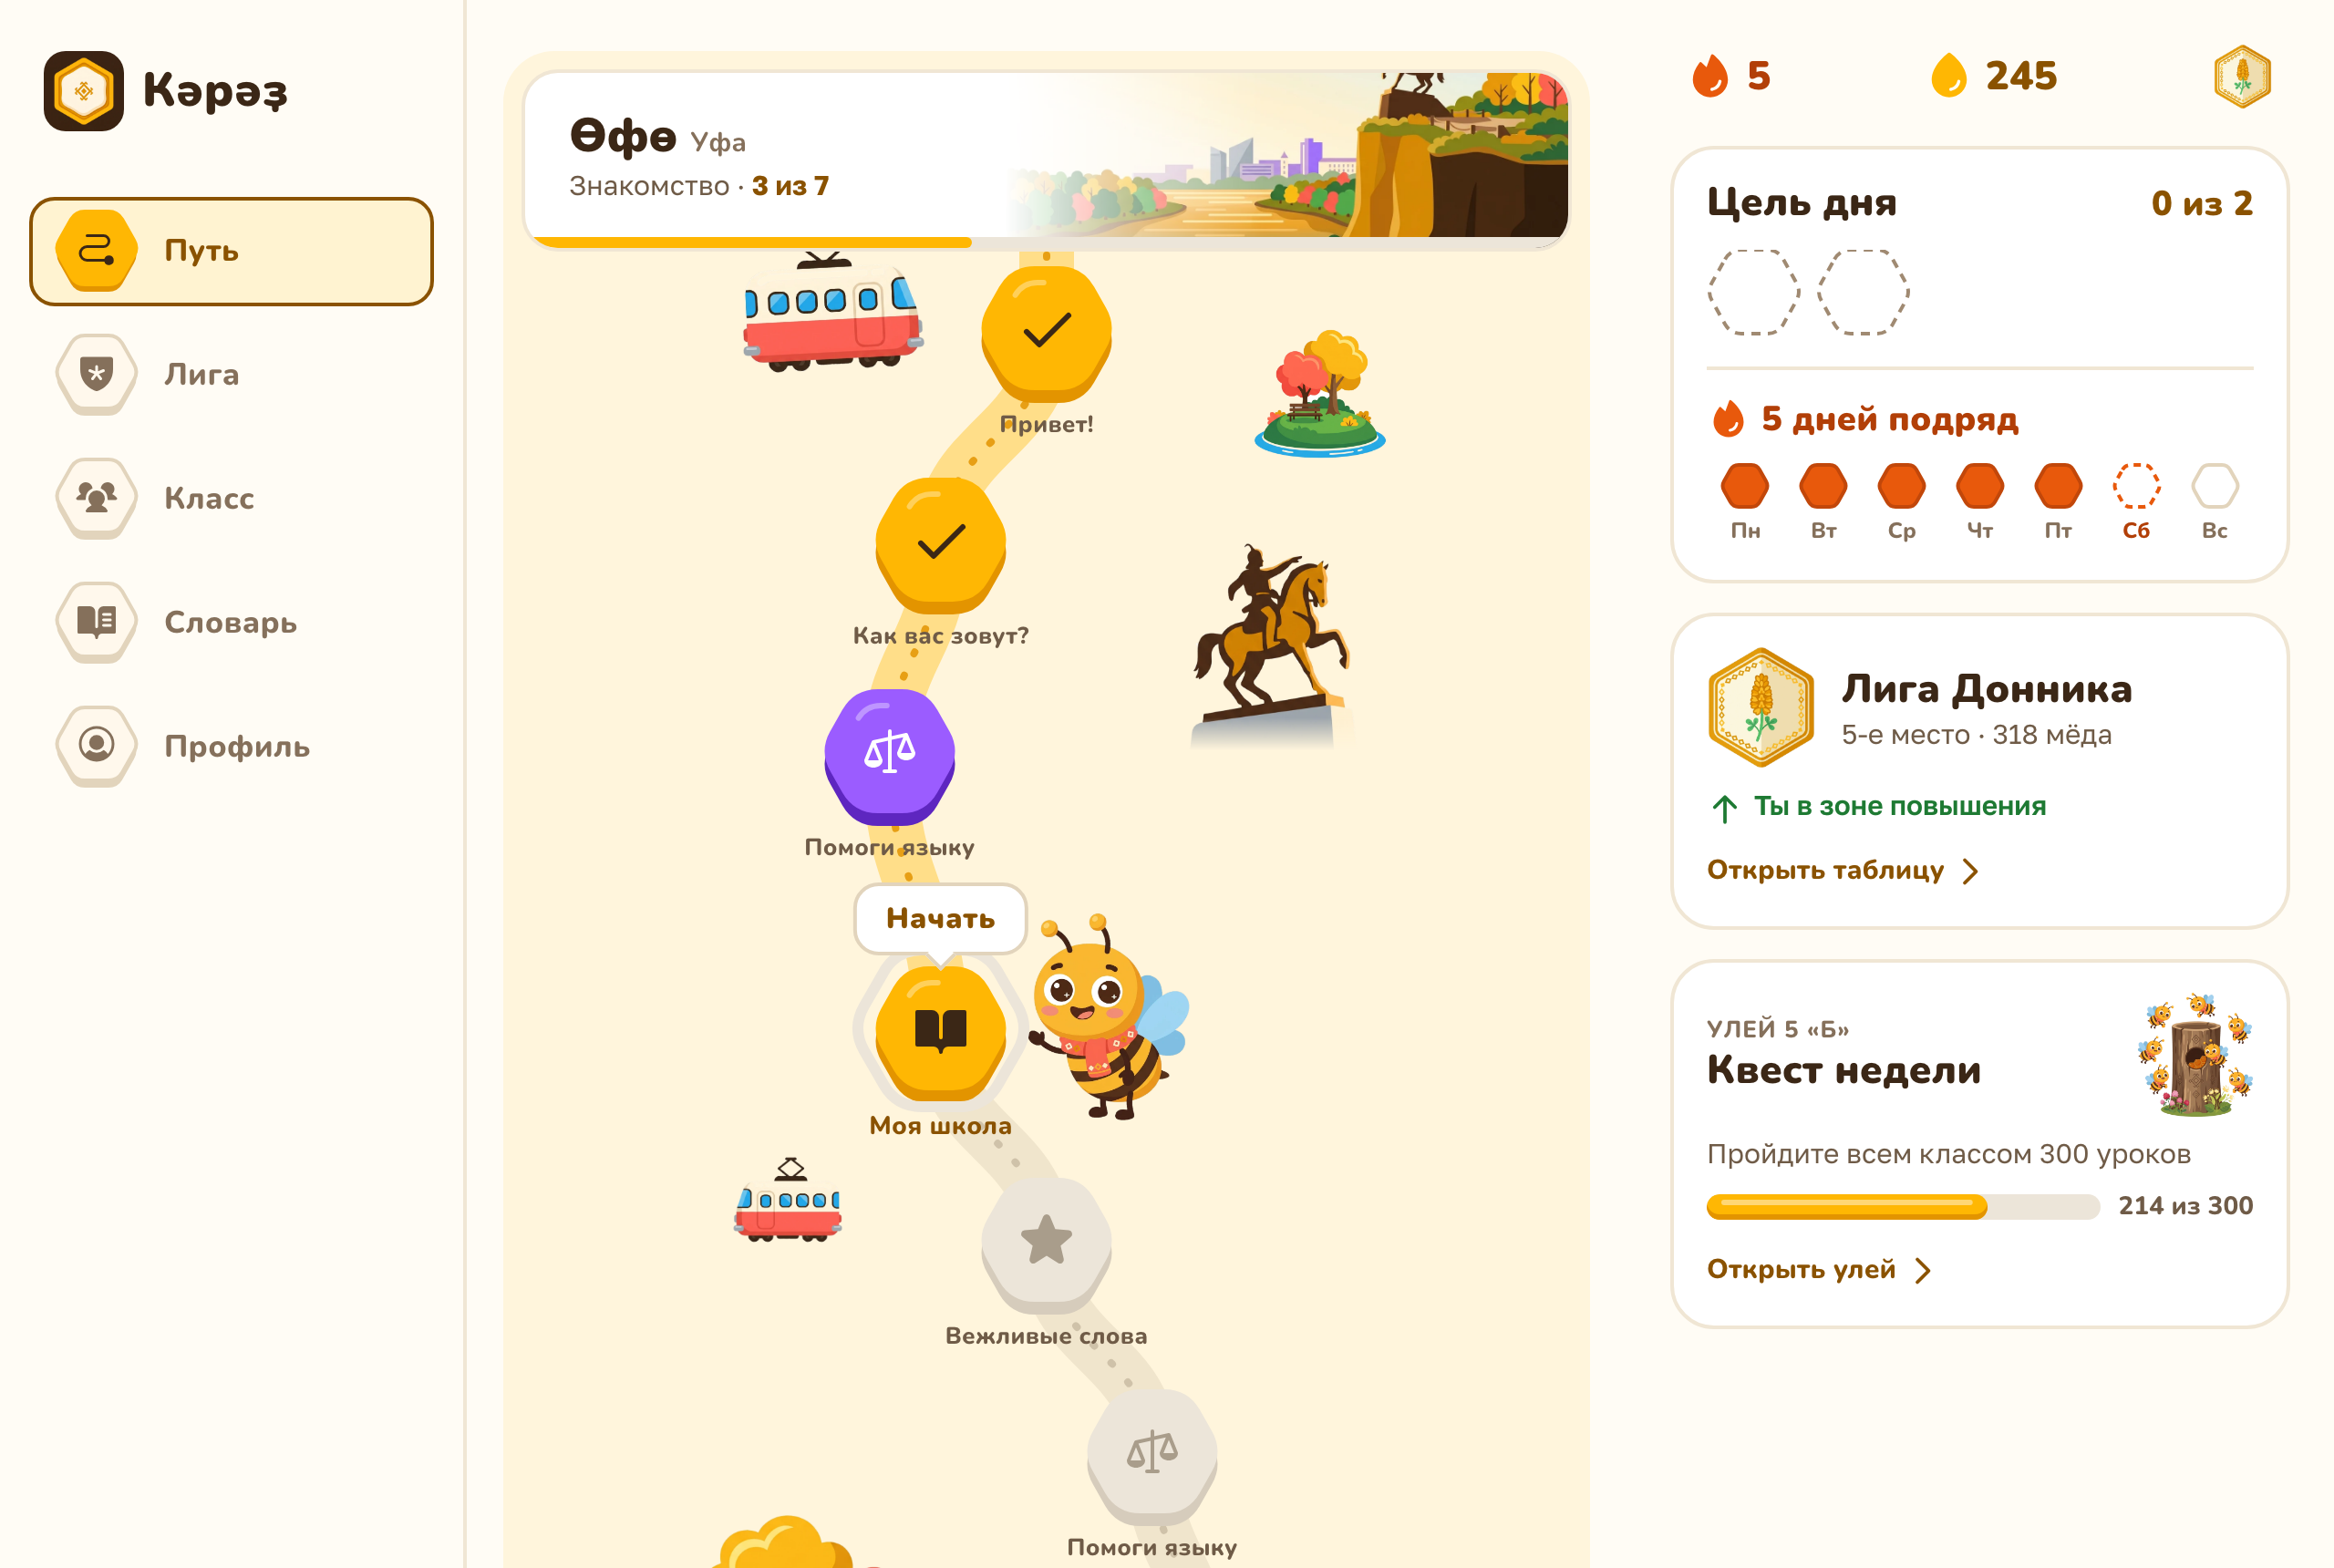 Кәрәҙ
Путь
Лига
Класс
Словарь
Профиль
Өфө Уфа
Знакомство · 3 из 7
Привет!
Как вас зовут?
Помоги языку
Начать
Моя школа
Вежливые слова
Помоги языку
5
245
Цель дня
0 из 2
5 дней подряд
Пн Вт Ср Чт Пт Сб Вс
Лига Донника
5-е место · 318 мёда
Ты в зоне повышения
Открыть таблицу
УЛЕЙ 5 «Б»
Квест недели
Пройдите всем классом 300 уроков
214 из 300
Открыть улей